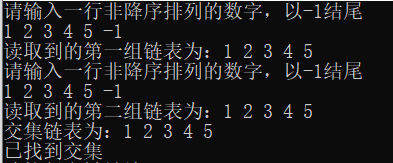 请输入一行非降序排列的数字，以-1结尾
1 2 3 4 5 -1
读取到的第一组链表为：1 2 3 4 5
请输入一行非降序排列的数字，以-1结尾
1 2 3 4 5 -1
读取到的第二组链表为：1 2 3 4 5
交集链表为：1 2 3 4 5
已找到交集